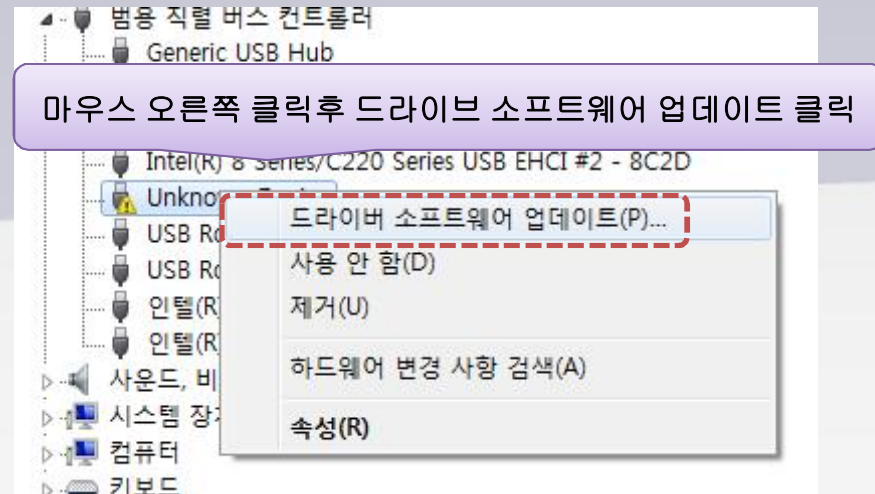 범용 직렬 버스 컨트롤러
Generic USB Hub
마우스 오른쪽 클릭후 드라이브 소프트웨어 업데이트 클릭
Intel(R) 8 Series/C220 Series USB EHCI #2 - 8C2D
드라이버 소프트웨어 업데이트(P)...
USB
사용 안 함(D)
USB
제거(U)
인텔(R
인텔(R
하드웨어 변경 사항 검색(A)
사운드, 비
시스템
속성(R)
컴퓨터
키보드